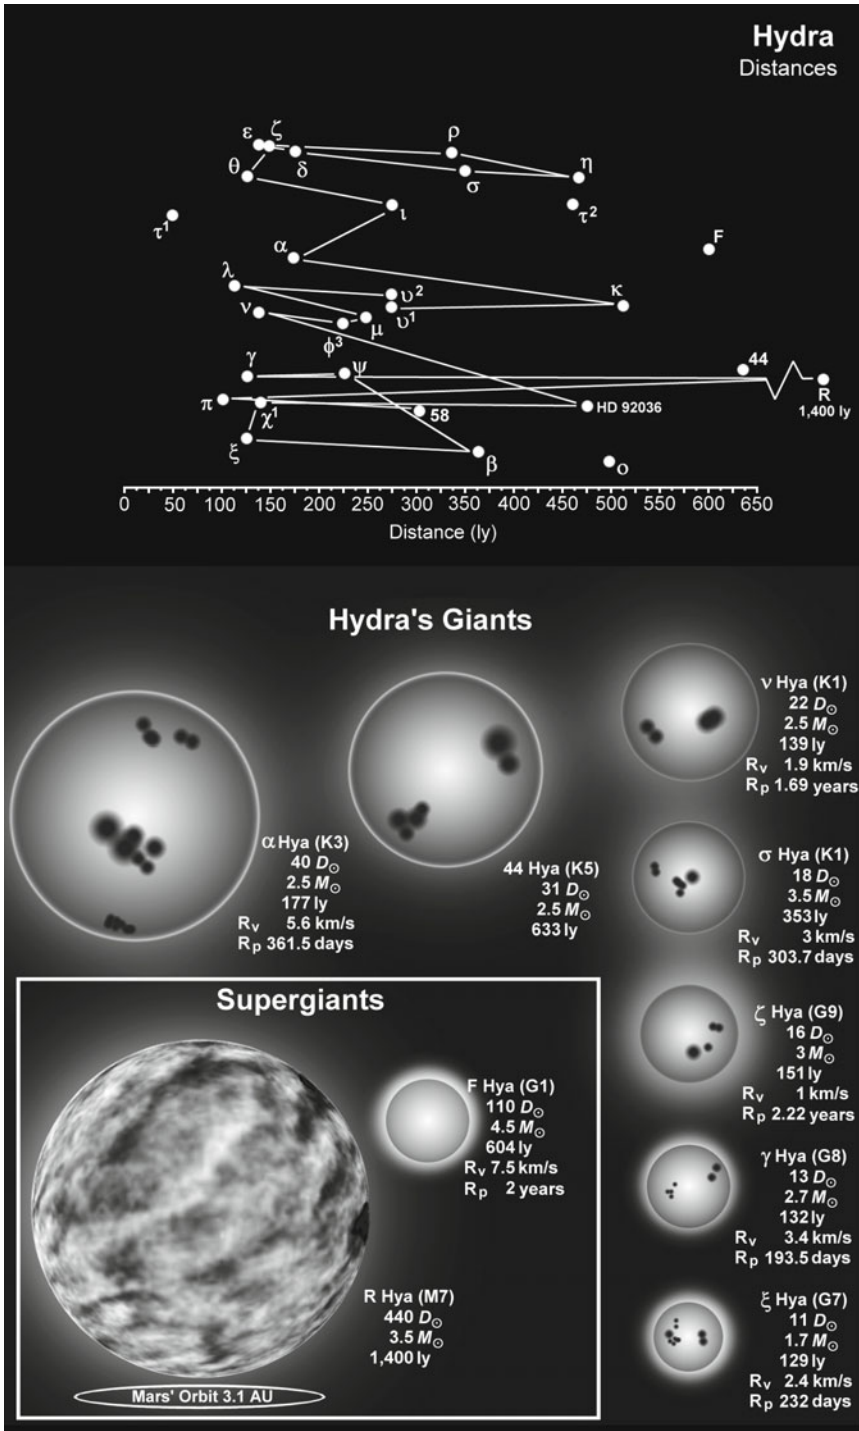 Hydra
Distances
ε
ζ
ρ
θ
δ
η
σ
ι
τ²
τ¹
F
α
λ
κ
υ²
ν
υ¹
μ
φ³
γ
ψ
44
R
1,400 ly
π
χ¹
58
HD 92036
ξ
β
ο
0 50 100 150 200 250 300 350 400 450 500 550 600 650
Distance (ly)
Hydra's Giants
α Hya (K3)
40 D☉
2.5 M☉
177 ly
Rv 5.6 km/s
Rp 361.5 days
44 Hya (K5)
31 D☉
2.5 M☉
633 ly
ν Hya (K1)
22 D☉
2.5 M☉
139 ly
Rv 1.9 km/s
Rp 1.69 years
σ Hya (K1)
18 D☉
3.5 M☉
353 ly
Rv 3 km/s
Rp 303.7 days
ζ Hya (G9)
16 D☉
3 M☉
151 ly
Rv 1 km/s
Rp 2.22 years
γ Hya (G8)
13 D☉
2.7 M☉
132 ly
Rv 3.4 km/s
Rp 193.5 days
ξ Hya (G7)
11 D☉
1.7 M☉
129 ly
Rv 2.4 km/s
Rp 232 days
Supergiants
F Hya (G1)
110 D☉
4.5 M☉
604 ly
Rv 7.5 km/s
Rp 2 years
R Hya (M7)
440 D☉
3.5 M☉
1,400 ly
Mars' Orbit 3.1 AU